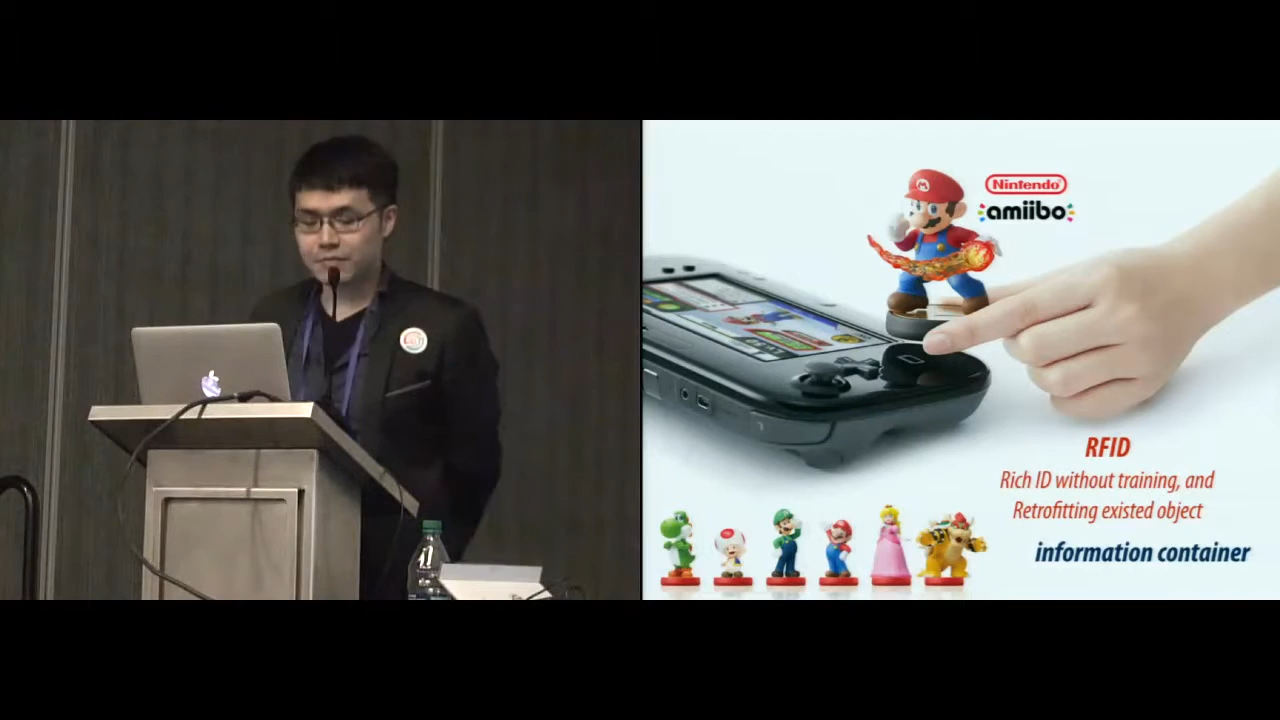 Nintendo
amiibo
RFID
Rich ID without training, and
Retrofitting existed object
information container